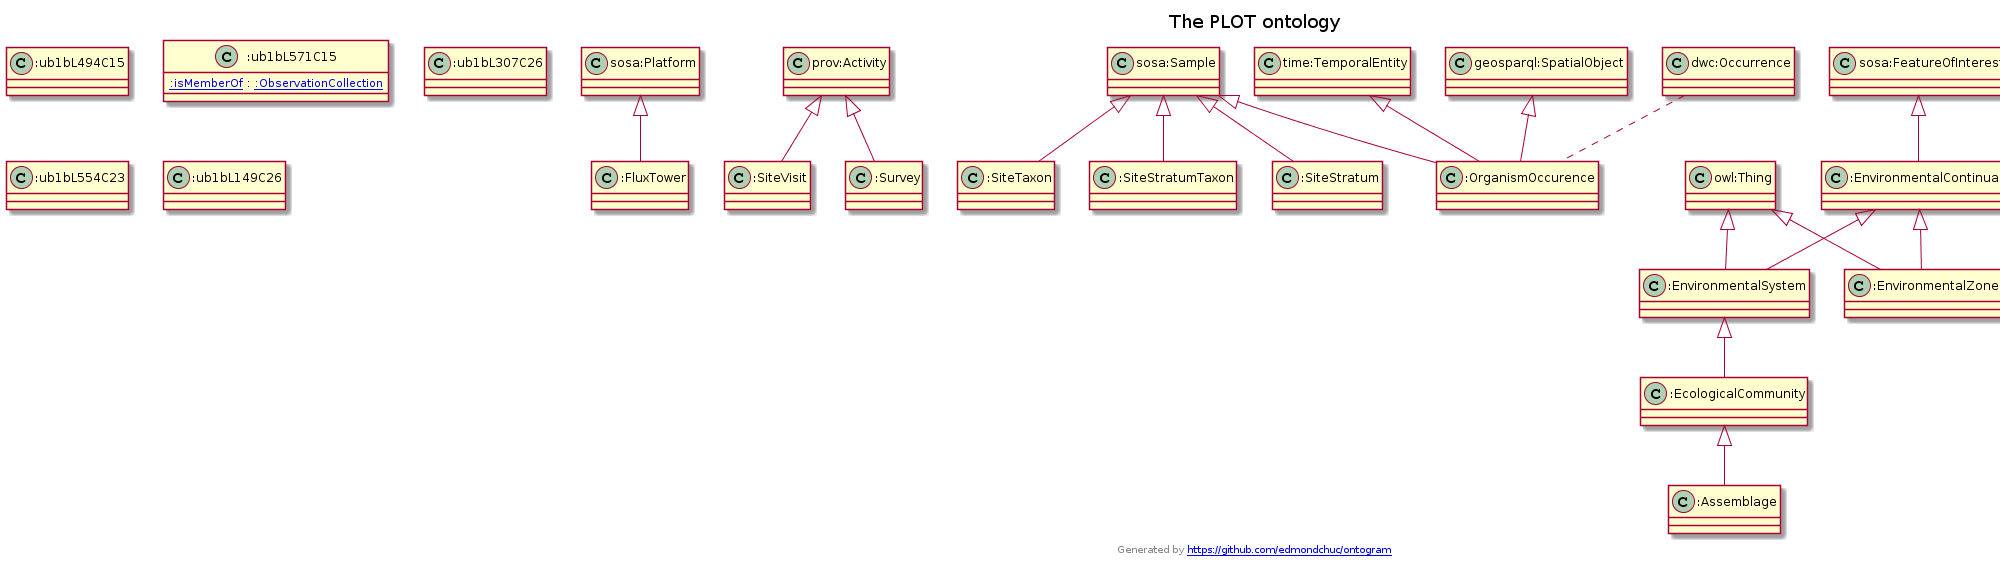 The PLOT ontology
C :ub1bL494C15
C :ub1bL571C15
:isMemberOf : :ObservationCollection
C :ub1bL307C26
C sosa:Platform
C prov:Activity
C sosa:Sample
C time:TemporalEntity
C geosparql:SpatialObject
C dwc:Occurrence
C sosa:FeatureOfInteres
C :ub1bL554C23
C :ub1bL149C26
C :FluxTower
C :SiteVisit
C :Survey
C :SiteTaxon
C :SiteStratumTaxon
C :SiteStratum
C :OrganismOccurence
C owl:Thing
C :EnvironmentalContinua
C :EnvironmentalSystem
C :EnvironmentalZone
C :EcologicalCommunity
C :Assemblage
Generated by https://github.com/edmondchuc/ontogram